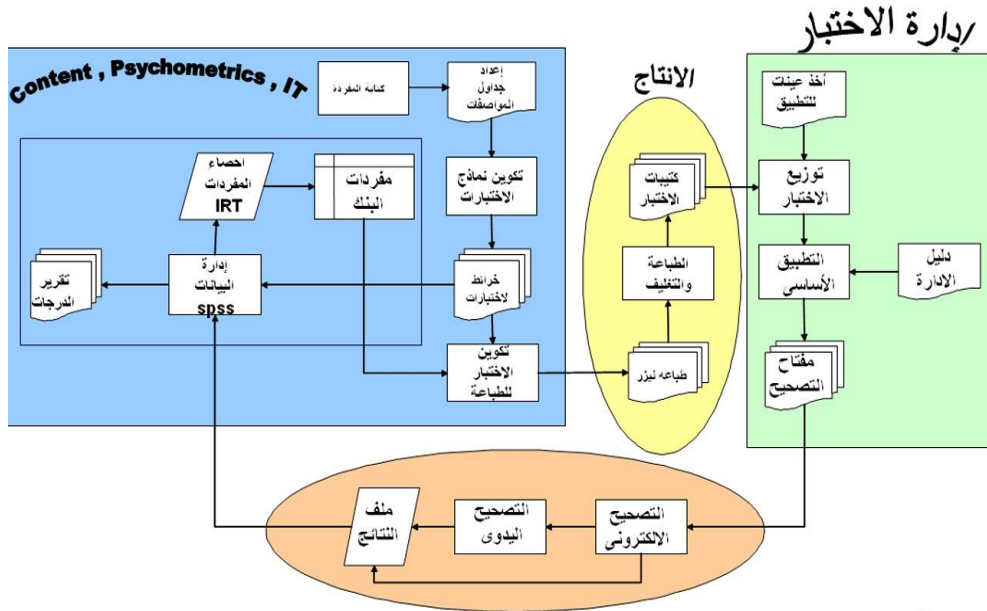 إدارة الاختبار
Content , Psychometrics , IT
كتابة المفردة
إعداد
جداول
المواصفات
الانتاج
أخذ عينات
للتطبيق
احصاء
المفردات
IRT
مفردات
البنك
تكوين نماذج
الاختبارات
كتيبات
الاختبار
توزيع
الاختبار
تقرير
الدرجات
إدارة
البيانات
spss
خرائط
لاختبارات
الطباعة
والتغليف
التطبيق
الأساسى
دليل
الادارة
تكوين
الاختبار
للطباعة
طباعه ليزر
مفتاح
التصحيح
ملف
النتائج
التصحيح
اليدوى
التصحيح
الالكترونى